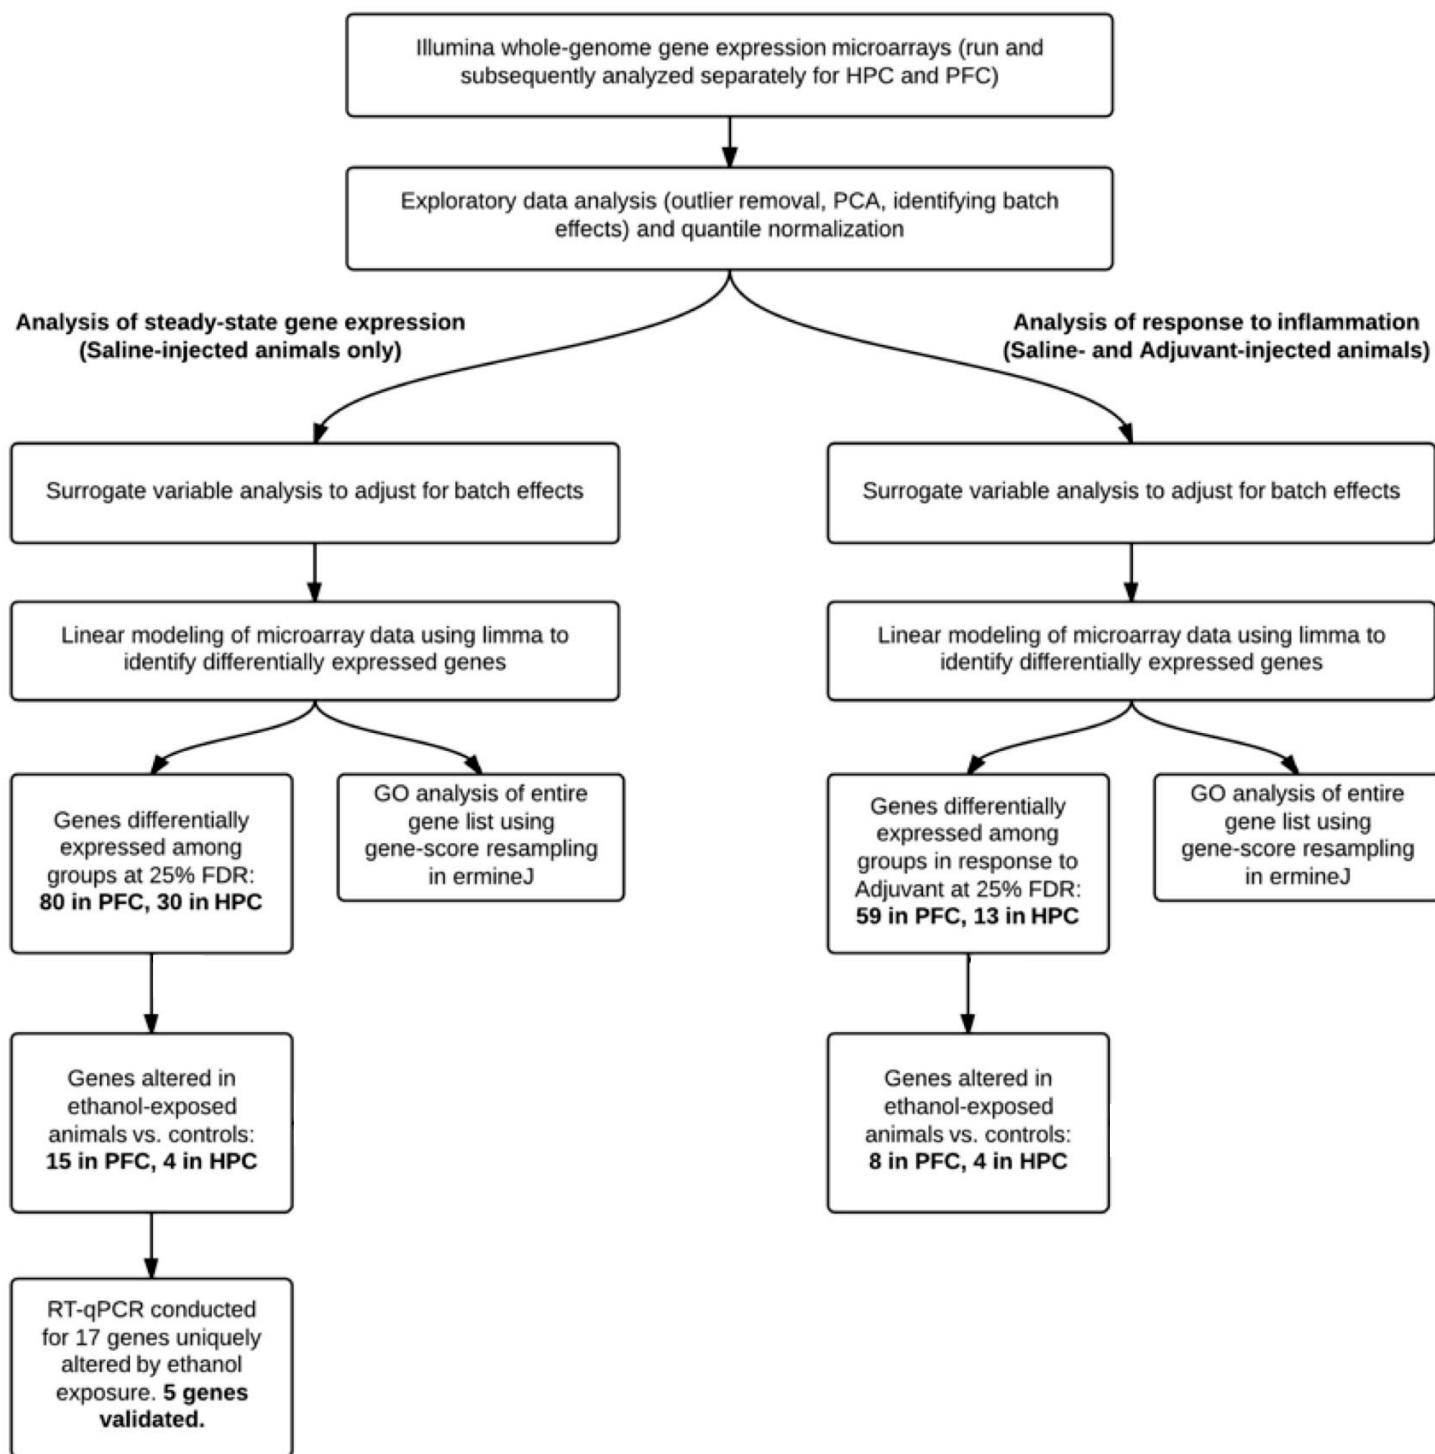 Illumina whole-genome gene expression microarrays (run and
subsequently analyzed separately for HPC and PFC)
Exploratory data analysis (outlier removal, PCA, identifying batch
effects) and quantile normalization
Analysis of steady-state gene expression
(Saline-injected animals only)
Analysis of response to inflammation
(Saline- and Adjuvant-injected animals)
Surrogate variable analysis to adjust for batch effects
Surrogate variable analysis to adjust for batch effects
Linear modeling of microarray data using limma to
identify differentially expressed genes
Linear modeling of microarray data using limma to
identify differentially expressed genes
Genes differentially
expressed among
groups at 25% FDR:
80 in PFC, 30 in HPC
GO analysis of entire
gene list using
gene-score resampling
in ermineJ
Genes differentially
expressed among
groups in response to
Adjuvant at 25% FDR:
59 in PFC, 13 in HPC
GO analysis of entire
gene list using
gene-score resampling
in ermineJ
Genes altered in
ethanol-exposed
animals vs. controls:
15 in PFC, 4 in HPC
Genes altered in
ethanol-exposed
animals vs. controls:
8 in PFC, 4 in HPC
RT-qPCR conducted
for 17 genes uniquely
altered by ethanol
exposure. 5 genes
validated.